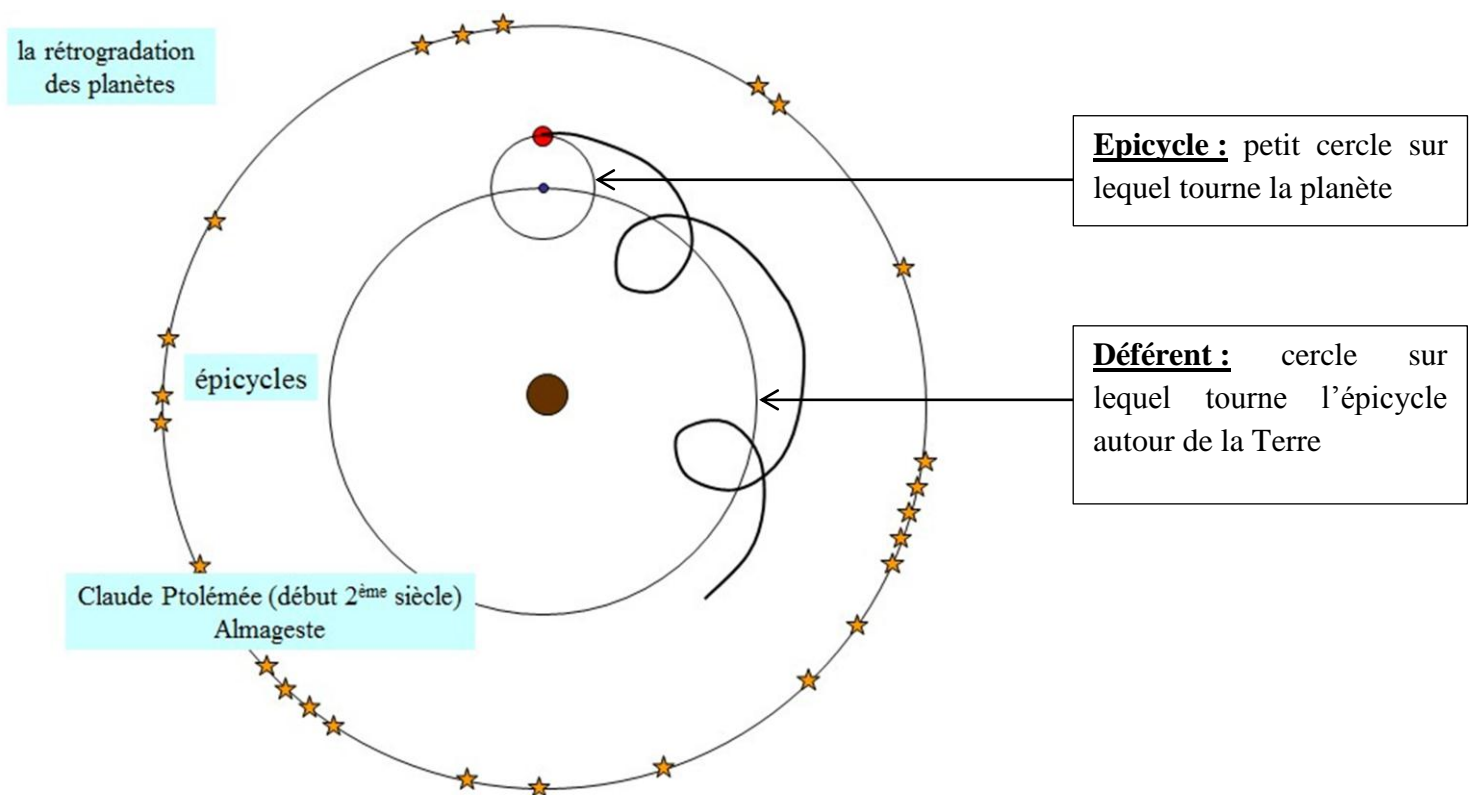 la rétrogradation
des planètes
Epicycle : petit cercle sur
lequel tourne la planète
épicycles
Déférent : cercle sur
lequel tourne l’épicycle
autour de la Terre
Claude Ptolémée (début 2ème siècle)
Almageste